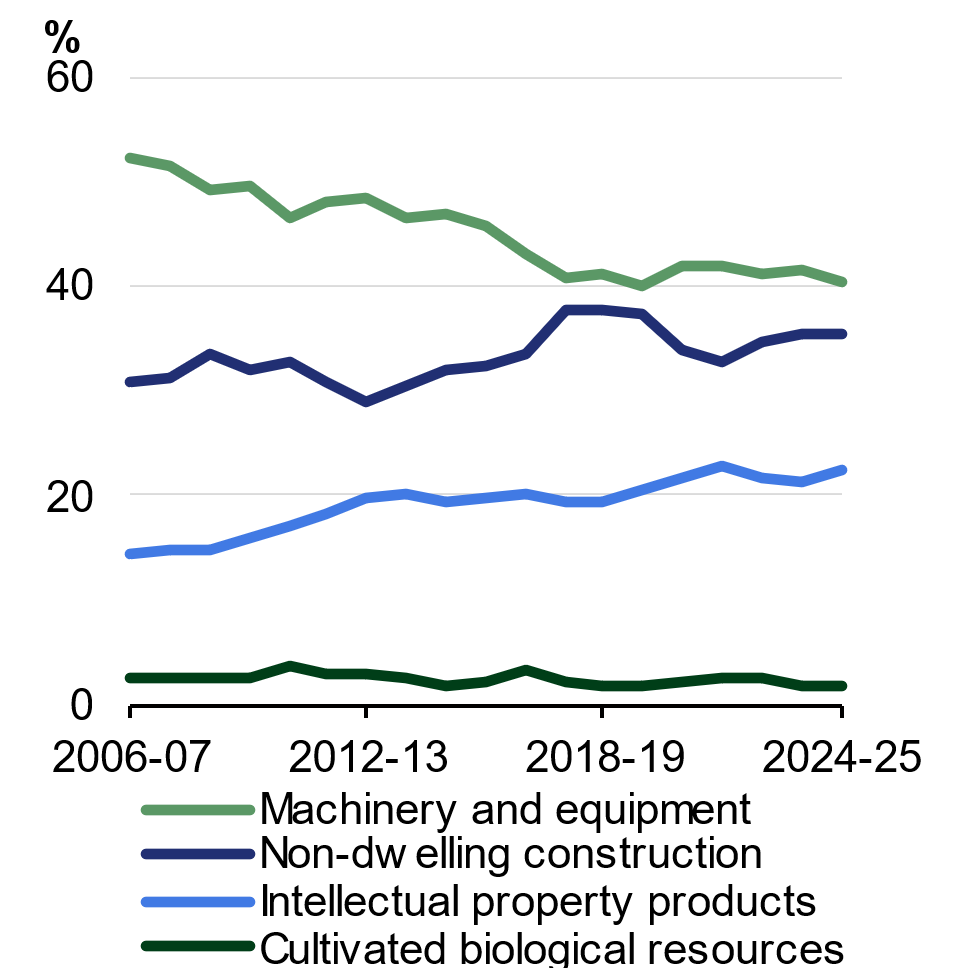 %
60
40
20
0
2006-07 2012-13 2018-19 2024-25
Machinery and equipment
Non-dw elling construction
Intellectual property products
Cultivated biological resources